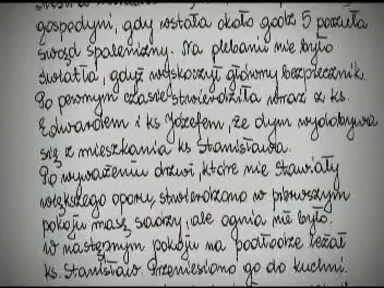 gospodyni, gdy wstała około godz 5 poczuła
swąd spalenizny. Na plebanii nie było
światła, gdyż wyskoczył główny bezpiecznik.
Po pewnym czasie stwierdziła wraz z ks.
Edwardem i ks Józefem, że dym wydobywa
się z mieszkania ks Stanisława.
Po wyważeniu drzwi, które nie stawiały
większego oporu, stwierdzono w pierwszym
pokoju masę sadzy, ale ognia nie było.
W następnym pokoju na podłodze leżał
ks. Stanisław. Przeniesiono go do kuchni.